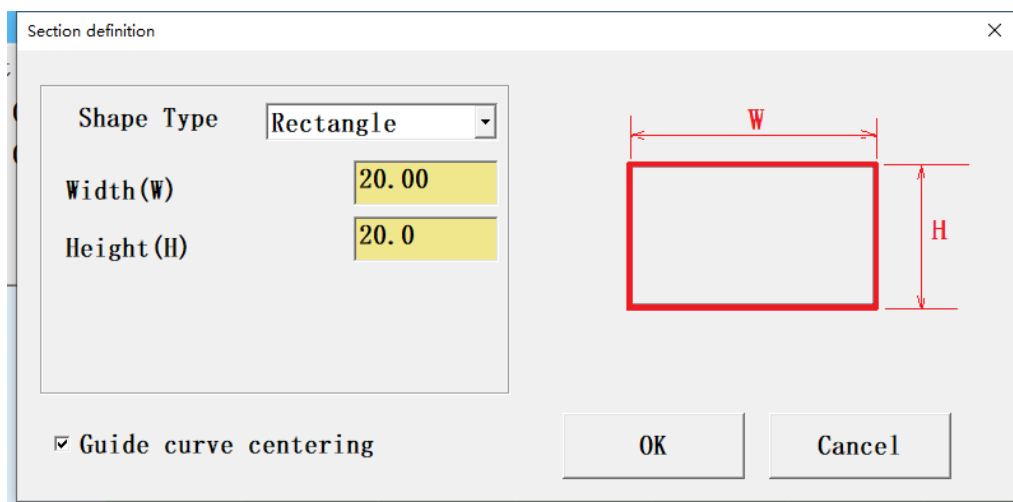 Section definition
Shape Type Rectangle
Width(W) 20.00
Height(H) 20.0
W
H
Guide curve centering
OK Cancel